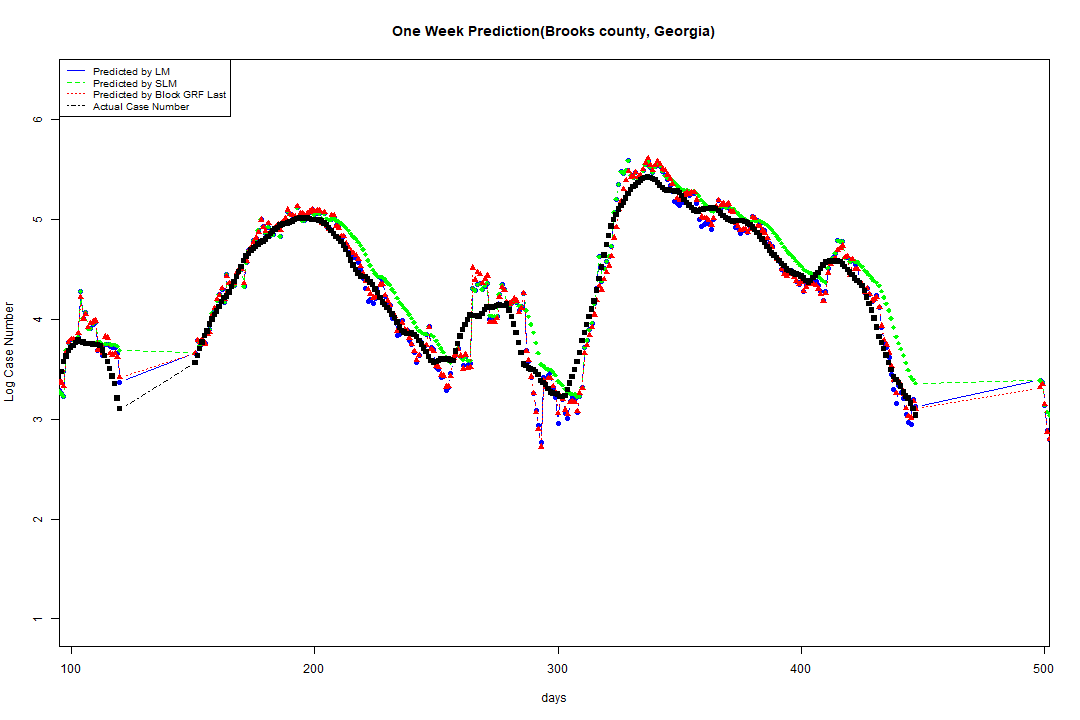 One Week Prediction(Brooks county, Georgia)
Predicted by LM
Predicted by SLM
Predicted by Block GRF Last
Actual Case Number
6
5
4
3
2
1
Log Case Number
100 200 300 400 500
days